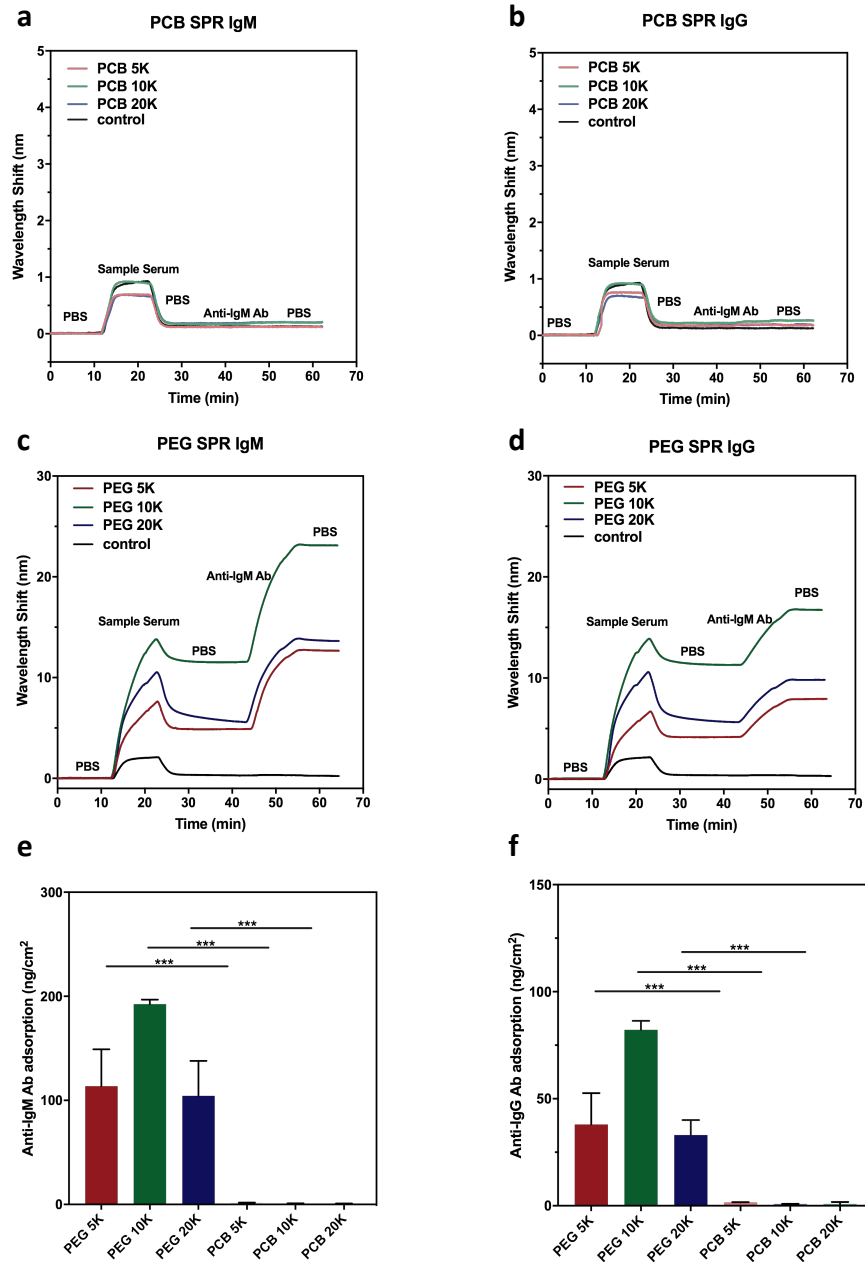 a
PCB SPR IgM
Wavelength Shift (nm
5
4
3
2
1
0
PCB 5K
PCB 10K
PCB 20K
control
Sample Serum
PBS
PBS
Anti-IgM Ab
PBS
0 10 20 30 40 50 60 70
Time (min)
b
PCB SPR IgG
Wavelength Shift (nm)
5
4
3
2
1
0
PCB 5K
PCB 10K
PCB 20K
control
Sample Serum
PBS
PBS
Anti-IgM Ab
PBS
0 10 20 30 40 50 60 70
Time (min)
c
PEG SPR IgM
Wavelength Shift (nm)
30
20
10
0
PEG 5K
PEG 10K
PEG 20K
control
PBS
Anti-IgM Ab
Sample Serum
PBS
PBS
0 10 20 30 40 50 60 70
Time (min)
d
PEG SPR IgG
Wavelength Shift (nm)
30
20
10
0
PEG 5K
PEG 10K
PEG 20K
control
PBS
Anti-IgM Ab
Sample Serum
PBS
PBS
0 10 20 30 40 50 60 70
Time (min)
e
Anti-IgM Ab adsorption (ng/cm²)
300
200
100
0
***
***
***
PEG 5K
PEG 10K
PEG 20K
PCB 5K
PCB 10K
PCB 20K
f
Anti-IgG Ab adsorption (ng/cm²)
150
100
50
0
***
***
***
PEG 5K
PEG 10K
PEG 20K
PCB 5K
PCB 10K
PCB 20K